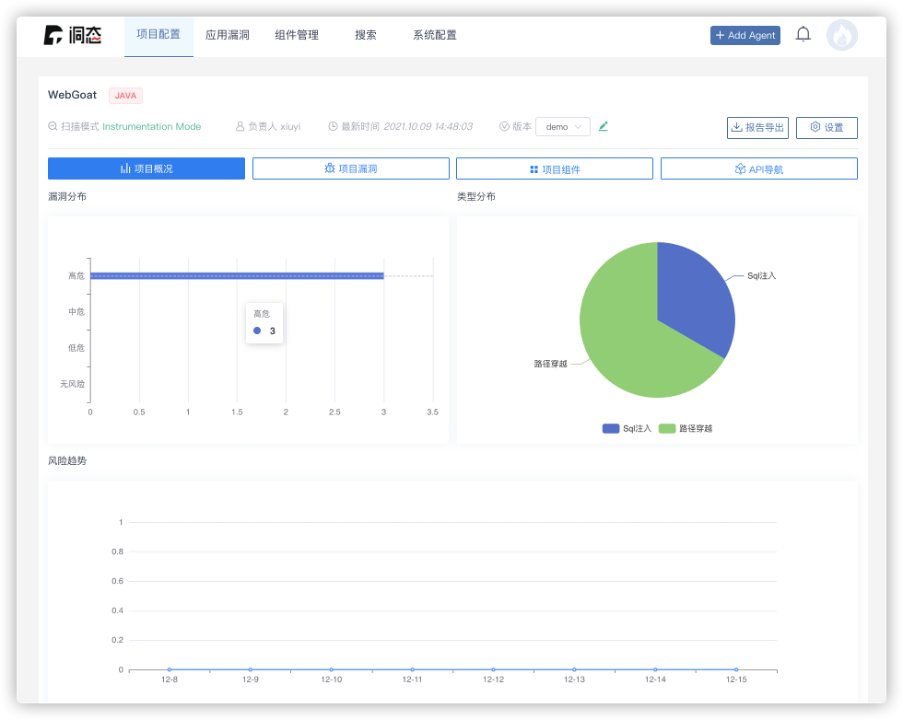 洞态 项目配置 应用漏洞 组件管理 搜索 系统配置 + Add Agent
WebGoat JAVA
扫描模式 Instrumentation Mode 负责人 xiuyi 最新时间 2021.10.09 14:48:03 版本 demo 报告导出 设置
项目概况 项目漏洞 项目组件 API导航
漏洞分布 类型分布
高危
中危
低危
无风险
0 0.5 1 1.5 2 2.5 3 3.5
高危
3
Sql注入
路径穿越
Sql注入 路径穿越
风险趋势
1
0.8
0.6
0.4
0.2
0
12-8 12-9 12-10 12-11 12-12 12-13 12-14 12-15